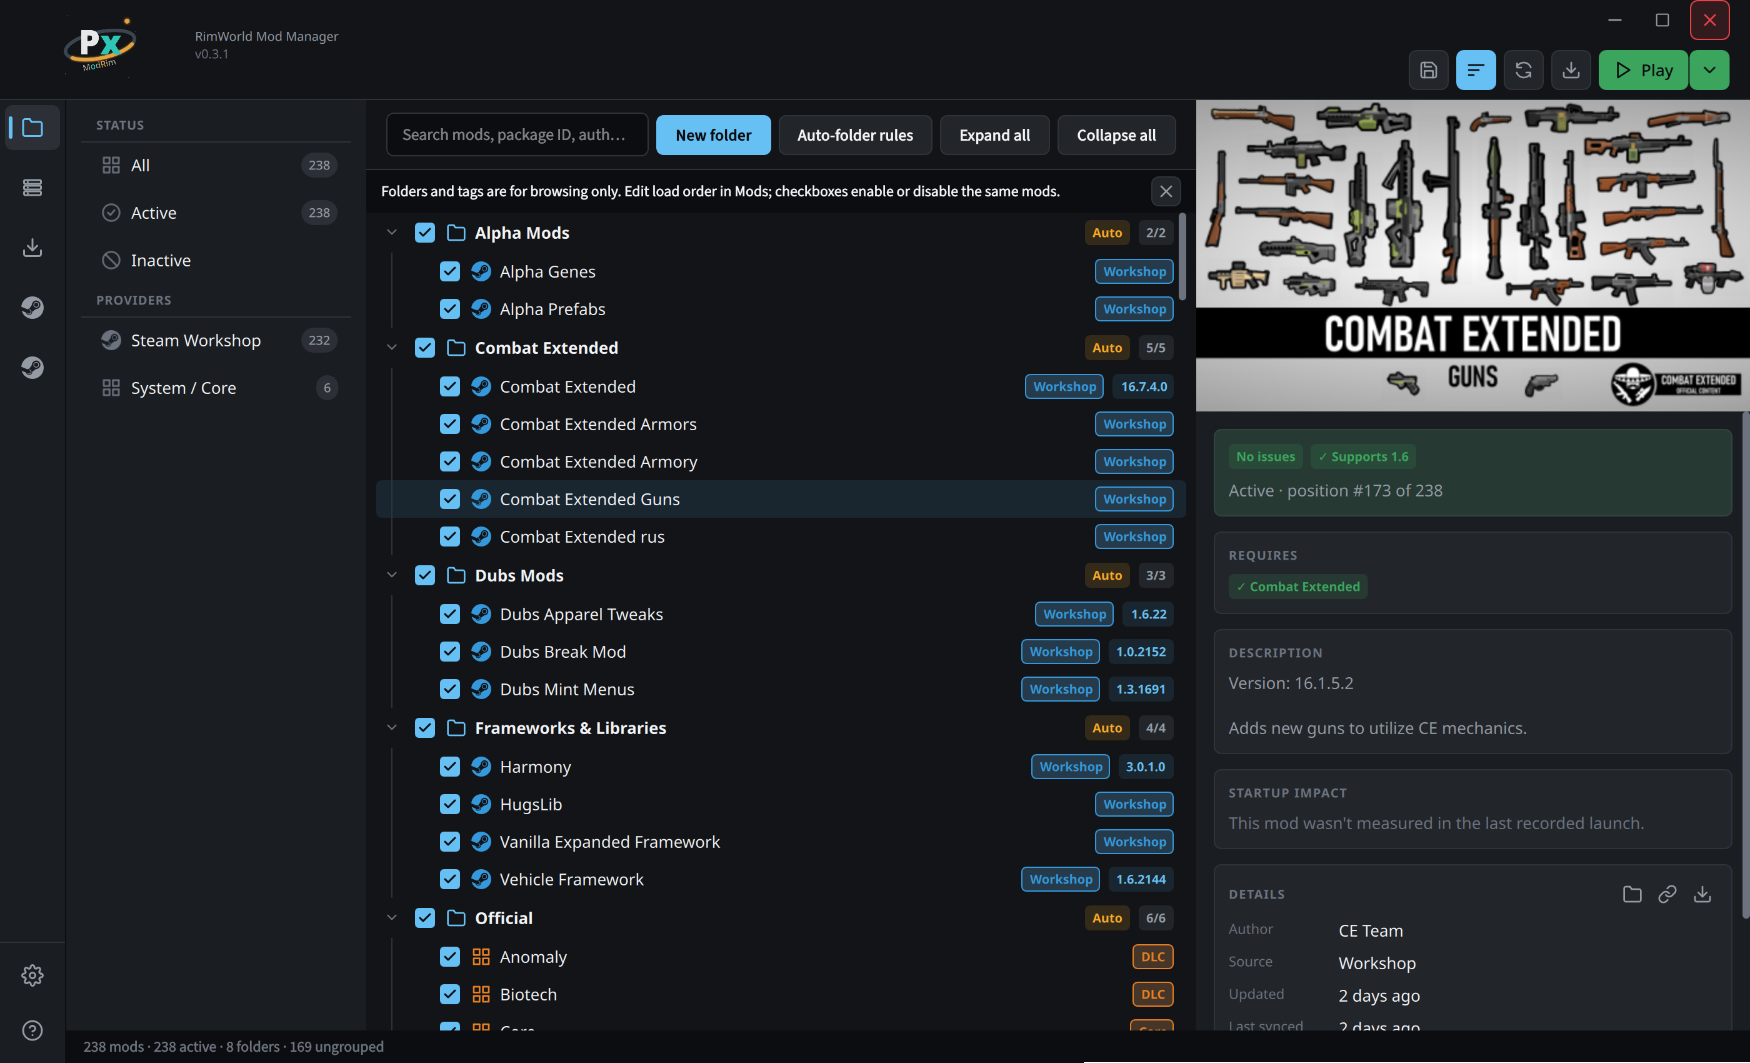 Px
ModRim
RimWorld Mod Manager
v0.3.1
Play
STATUS
All 238
Active 238
Inactive
PROVIDERS
Steam Workshop 232
System / Core 6
Search mods, package ID, auth...
New folder
Auto-folder rules
Expand all
Collapse all
Folders and tags are for browsing only. Edit load order in Mods; checkboxes enable or disable the same mods.
Alpha Mods Auto 2/2
Alpha Genes Workshop
Alpha Prefabs Workshop
Combat Extended Auto 5/5
Combat Extended Workshop 16.7.4.0
Combat Extended Armors Workshop
Combat Extended Armory Workshop
Combat Extended Guns Workshop
Combat Extended rus Workshop
Dubs Mods Auto 3/3
Dubs Apparel Tweaks Workshop 1.6.22
Dubs Break Mod Workshop 1.0.2152
Dubs Mint Menus Workshop 1.3.1691
Frameworks & Libraries Auto 4/4
Harmony Workshop 3.0.1.0
HugsLib Workshop
Vanilla Expanded Framework Workshop
Vehicle Framework Workshop 1.6.2144
Official Auto 6/6
Anomaly DLC
Biotech DLC
Core Core
COMBAT EXTENDED
GUNS
COMBAT EXTENDED
OFFICIAL CONTENT
No issues ✓ Supports 1.6
Active · position #173 of 238
REQUIRES
✓ Combat Extended
DESCRIPTION
Version: 16.1.5.2
Adds new guns to utilize CE mechanics.
STARTUP IMPACT
This mod wasn't measured in the last recorded launch.
DETAILS
Author CE Team
Source Workshop
Updated 2 days ago
Last synced 2 days ago
238 mods · 238 active · 8 folders · 169 ungrouped